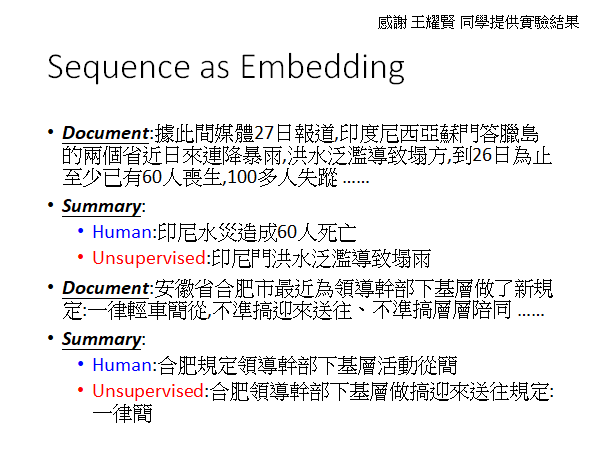 感謝 王耀賢 同學提供實驗結果
Sequence as Embedding
• Document:據此間媒體27日報道,印度尼西亞蘇門答臘島
的兩個省近日來連降暴雨,洪水泛濫導致塌方,到26日為止
至少已有60人喪生,100多人失蹤 ......
• Summary:
• Human:印尼水災造成60人死亡
• Unsupervised:印尼門洪水泛濫導致塌雨
• Document:安徽省合肥市最近為領導幹部下基層做了新規
定:一律輕車簡從,不準搞迎來送往、不準搞層層陪同 ......
• Summary:
• Human:合肥規定領導幹部下基層活動從簡
• Unsupervised:合肥領導幹部下基層做搞迎來送往規定:
一律簡